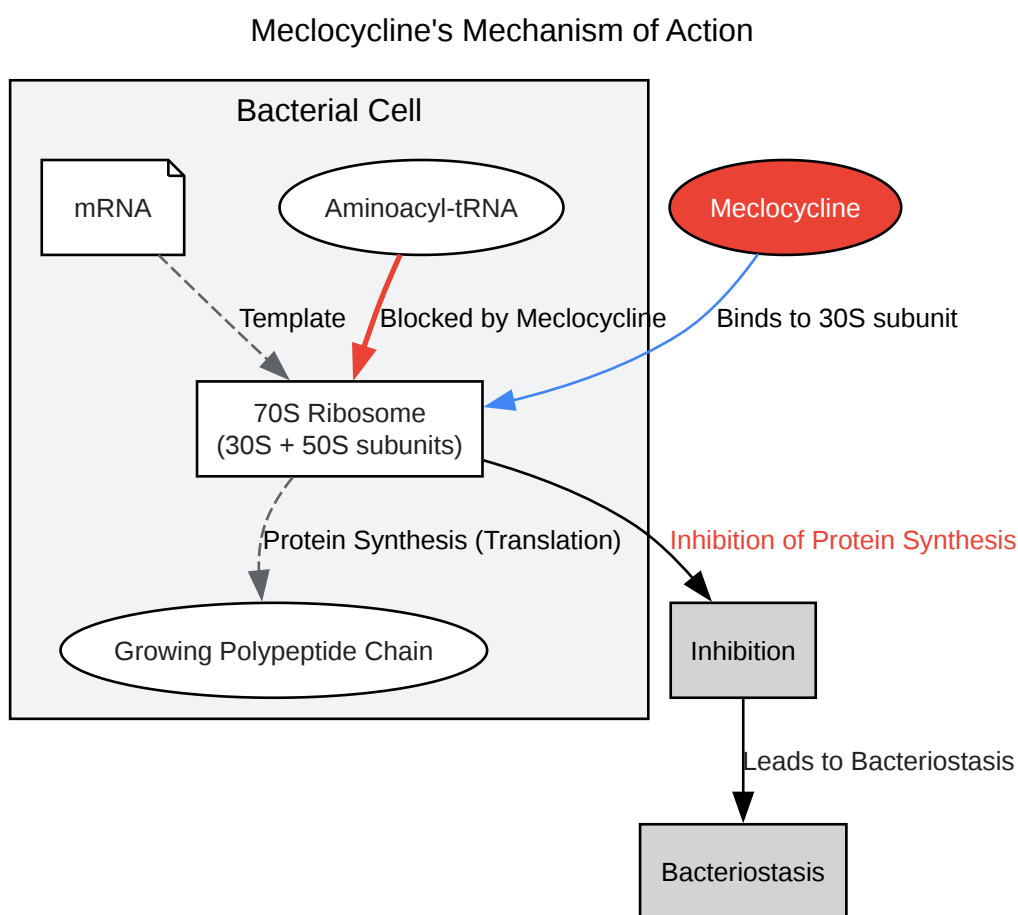 Meclocycline's Mechanism of Action
Bacterial Cell
mRNA
Aminoacyl-tRNA
Meclocycline
Template
Blocked by Meclocycline
Binds to 30S subunit
70S Ribosome
(30S + 50S subunits)
Protein Synthesis (Translation)
Inhibition of Protein Synthesis
Growing Polypeptide Chain
Inhibition
Leads to Bacteriostasis
Bacteriostasis